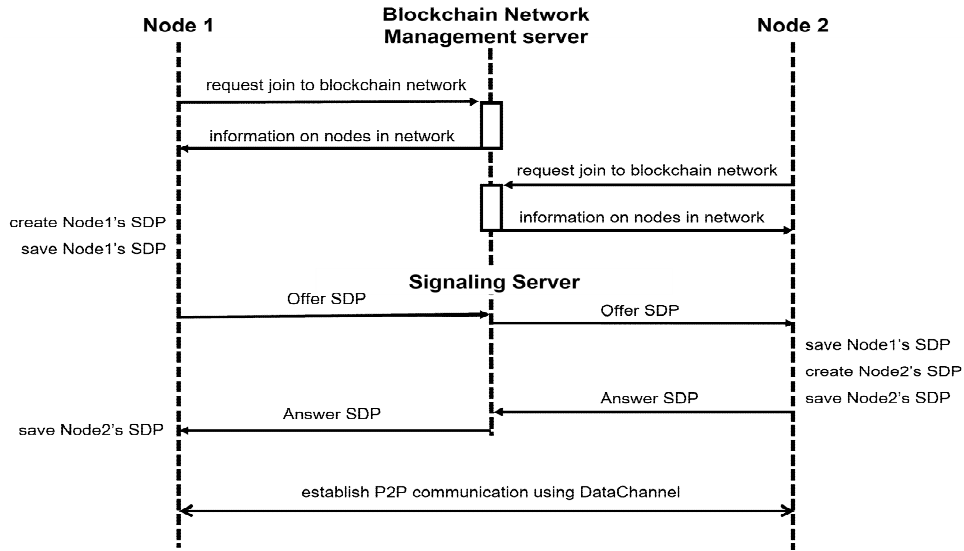 Node 1
Blockchain Network
Management server
Node 2
request join to blockchain network
information on nodes in network
request join to blockchain network
information on nodes in network
create Node1's SDP
save Node1's SDP
Signaling Server
Offer SDP
Offer SDP
save Node1's SDP
create Node2's SDP
save Node2's SDP
Answer SDP
Answer SDP
save Node2's SDP
establish P2P communication using DataChannel